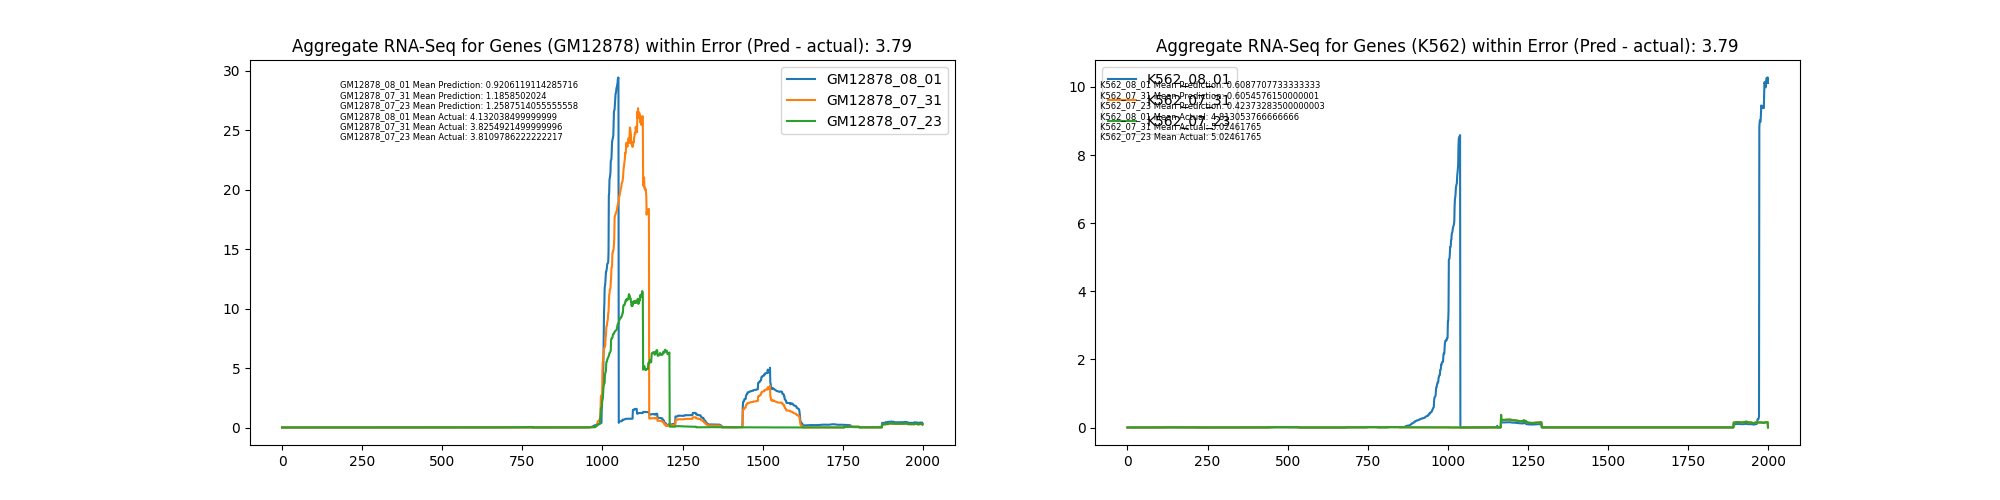 Aggregate RNA-Seq for Genes (GM12878) within Error (Pred - actual): 3.79
30
25
20
15
10
5
0
GM12878_08_01 Mean Prediction: 0.9206119114285716
GM12878_07_31 Mean Prediction: 1.1858502024
GM12878_07_23 Mean Prediction: 1.2587514055555558
GM12878_08_01 Mean Actual: 4.132038499999999
GM12878_07_31 Mean Actual: 3.8254921499999996
GM12878_07_23 Mean Actual: 3.8109786222222217
GM12878_08_01
GM12878_07_31
GM12878_07_23
0 250 500 750 1000 1250 1500 1750 2000
Aggregate RNA-Seq for Genes (K562) within Error (Pred - actual): 3.79
10
8
6
4
2
0
K562_08_01
K562_07_31
K562_07_23
K562_08_01 Mean Prediction: 0.6087707733333333
K562_07_31 Mean Prediction: 0.6054576150000001
K562_07_23 Mean Prediction: 0.42373283500000003
K562_08_01 Mean Actual: 4.813053766666666
K562_07_31 Mean Actual: 5.02461765
K562_07_23 Mean Actual: 5.02461765
0 250 500 750 1000 1250 1500 1750 2000